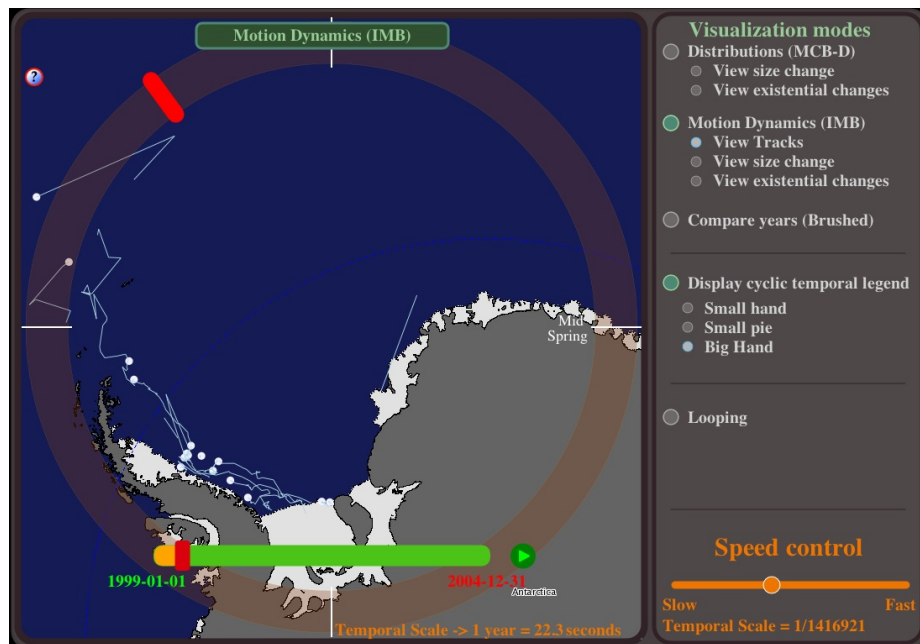 Motion Dynamics (IMB)
?
Mid
Spring
1999-01-01
2004-12-31
Antarctica
Temporal Scale -> 1 year = 22.3 seconds
Visualization modes
Distributions (MCB-D)
View size change
View existential changes
Motion Dynamics (IMB)
View Tracks
View size change
View existential changes
Compare years (Brushed)
Display cyclic temporal legend
Small hand
Small pie
Big Hand
Looping
Speed control
Slow
Fast
Temporal Scale = 1/1416921